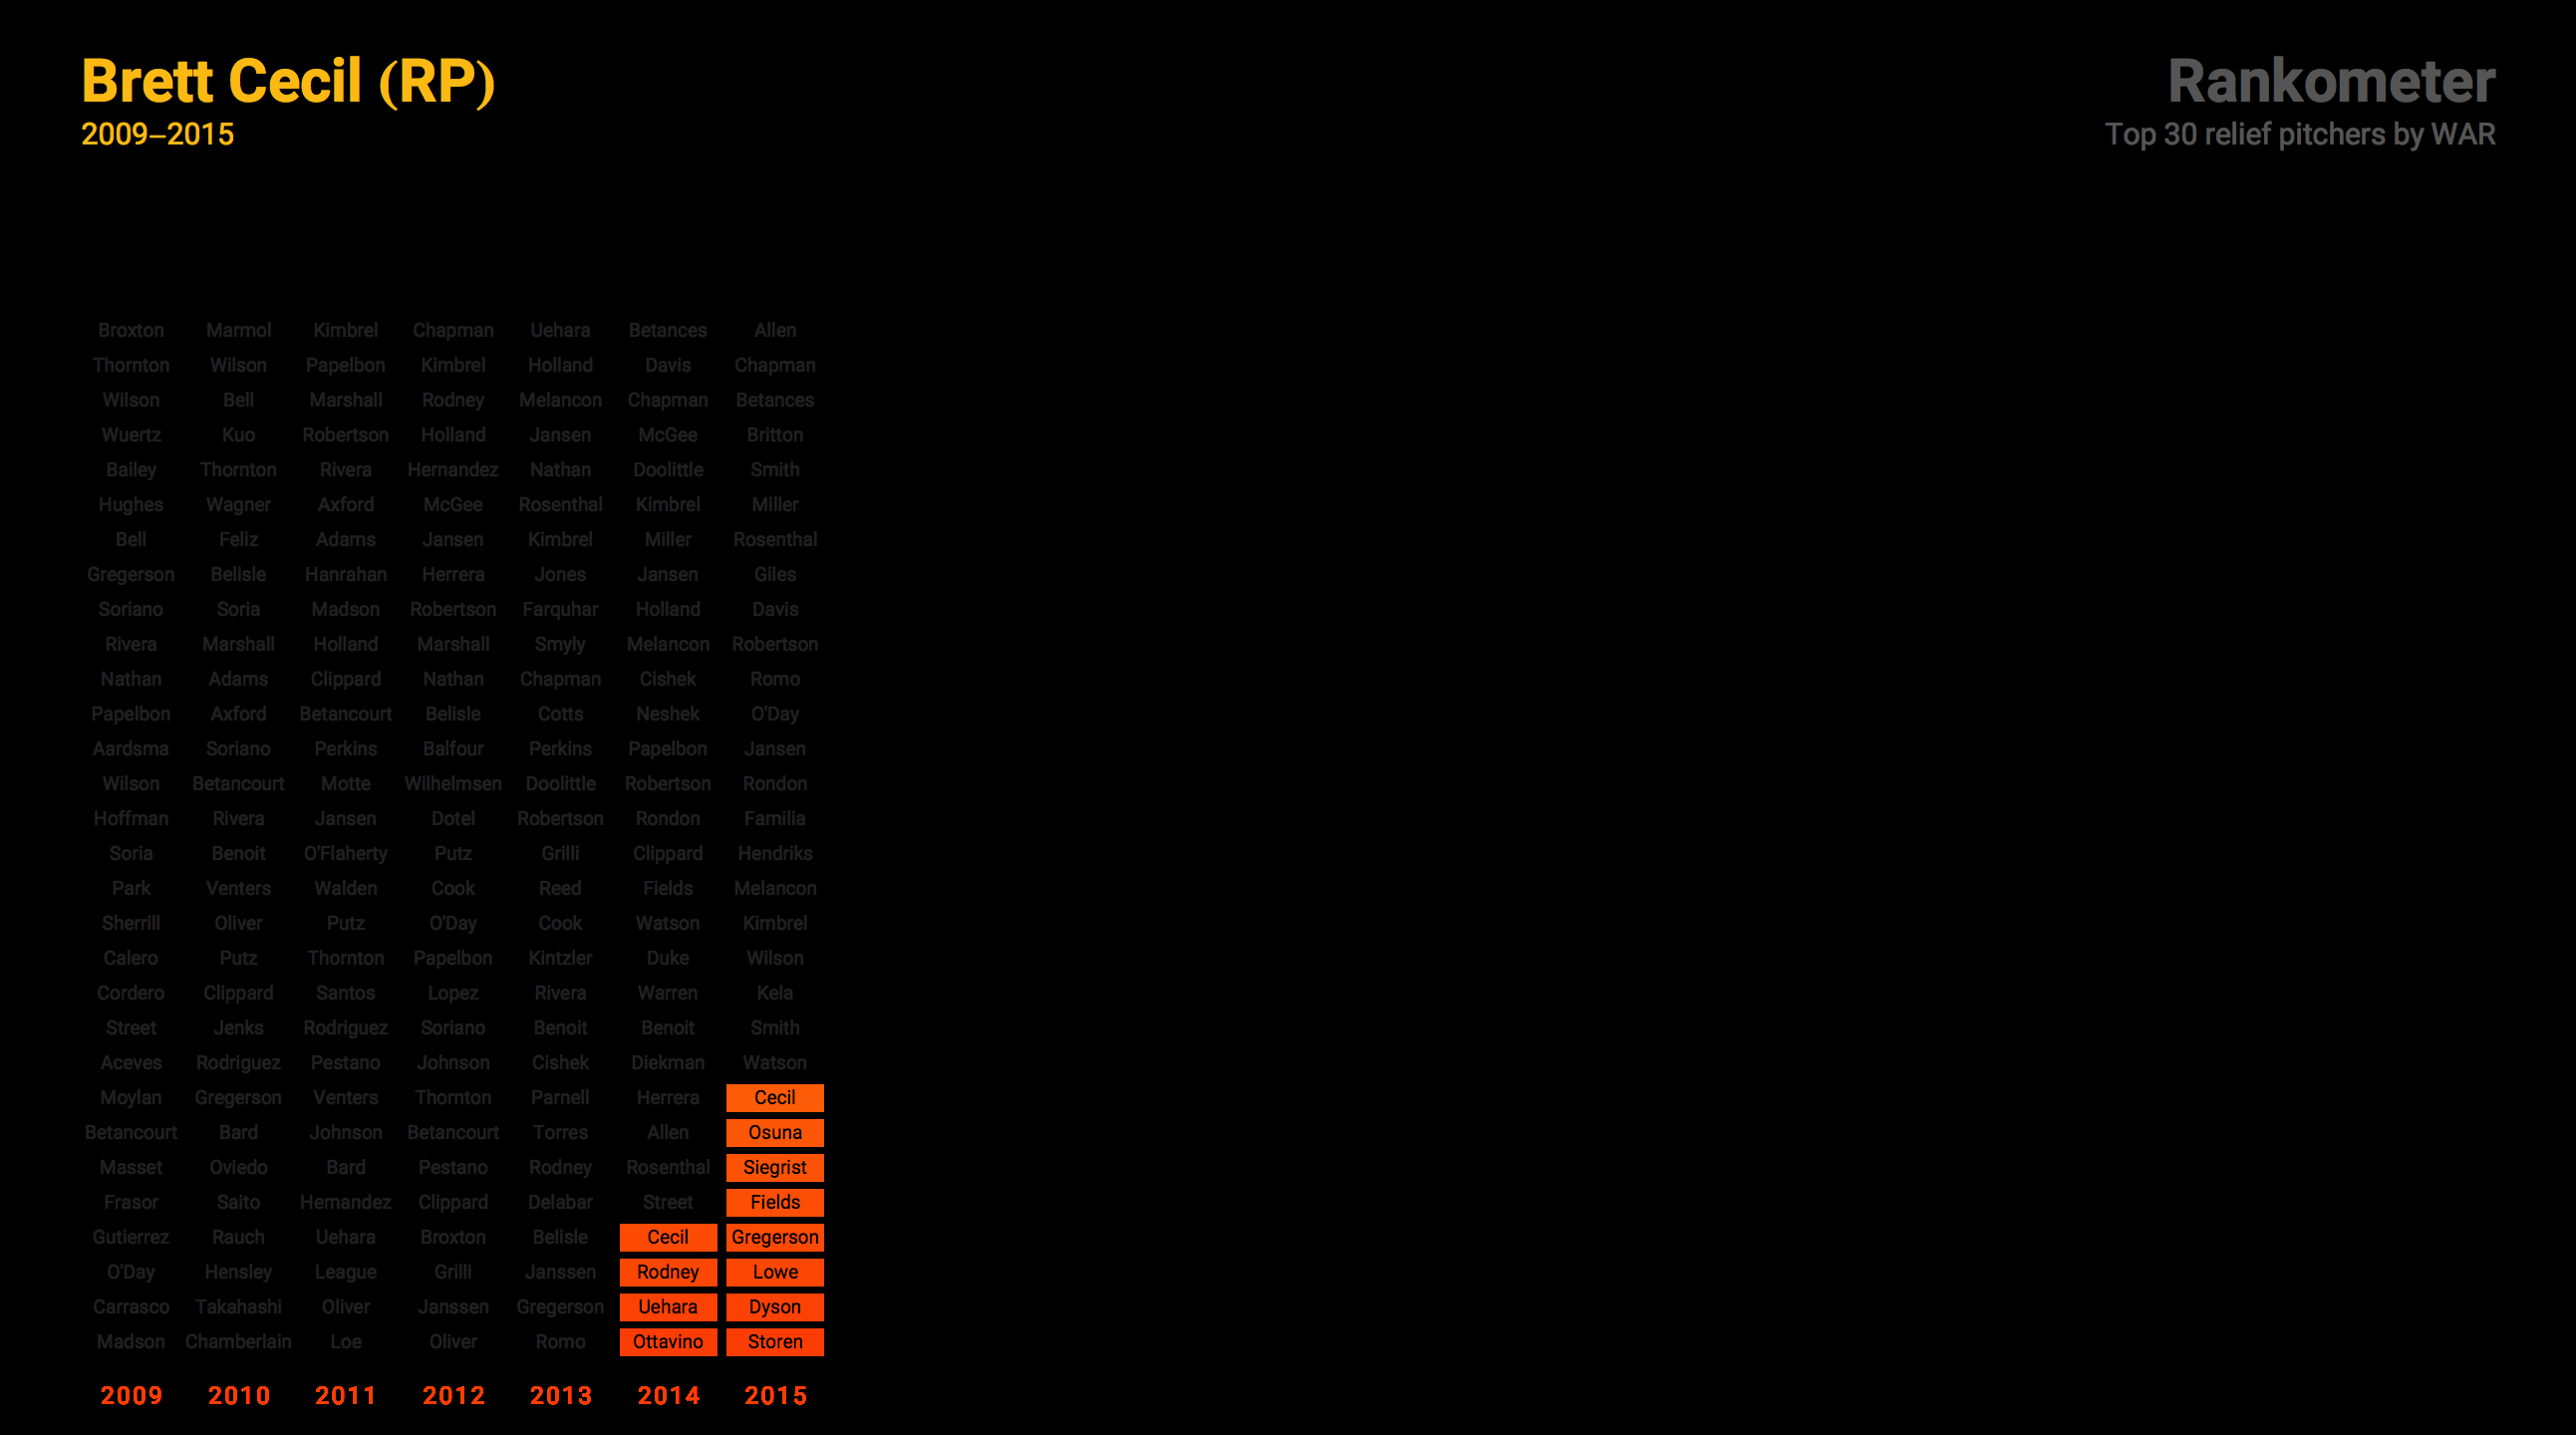 Brett Cecil (RP)
2009–2015
Rankometer
Top 30 relief pitchers by WAR
Broxton Marmol Kimbrel Chapman Uehara Betances Allen
Thornton Wilson Papelbon Kimbrel Holland Davis Chapman
Wilson Bell Marshall Rodney Melancon Chapman Betances
Wuertz Kuo Robertson Holland Jansen McGee Britton
Bailey Thornton Rivera Hernandez Nathan Doolittle Smith
Hughes Wagner Axford McGee Rosenthal Kimbrel Miller
Bell Feliz Adams Jansen Kimbrel Miller Rosenthal
Gregerson Belisle Hanrahan Herrera Jones Jansen Giles
Soriano Soria Madson Robertson Farquhar Holland Davis
Rivera Marshall Holland Marshall Smyly Melancon Robertson
Nathan Adams Clippard Nathan Chapman Cishek Romo
Papelbon Axford Betancourt Belisle Cotts Neshek O'Day
Aardsma Soriano Perkins Balfour Perkins Papelbon Jansen
Wilson Betancourt Motte Wilhelmsen Doolittle Robertson Rondon
Hoffman Rivera Jansen Dotel Robertson Rondon Familia
Soria Benoit O'Flaherty Putz Grilli Clippard Hendriks
Park Venters Walden Cook Reed Fields Melancon
Sherrill Oliver Putz O'Day Cook Watson Kimbrel
Calero Putz Thornton Papelbon Kintzler Duke Wilson
Cordero Clippard Santos Lopez Rivera Warren Kela
Street Jenks Rodriguez Soriano Benoit Benoit Smith
Aceves Rodriguez Pestano Johnson Cishek Diekman Watson
Moylan Gregerson Venters Thornton Parnell Herrera Cecil
Betancourt Bard Johnson Betancourt Torres Allen Osuna
Masset Oviedo Bard Pestano Rodney Rosenthal Siegrist
Frasor Saito Hernandez Clippard Delabar Street Fields
Gutierrez Rauch Uehara Broxton Belisle Cecil Gregerson
O'Day Hensley League Grilli Janssen Rodney Lowe
Carrasco Takahashi Oliver Janssen Gregerson Uehara Dyson
Madson Chamberlain Loe Oliver Romo Ottavino Storen
2009 2010 2011 2012 2013 2014 2015